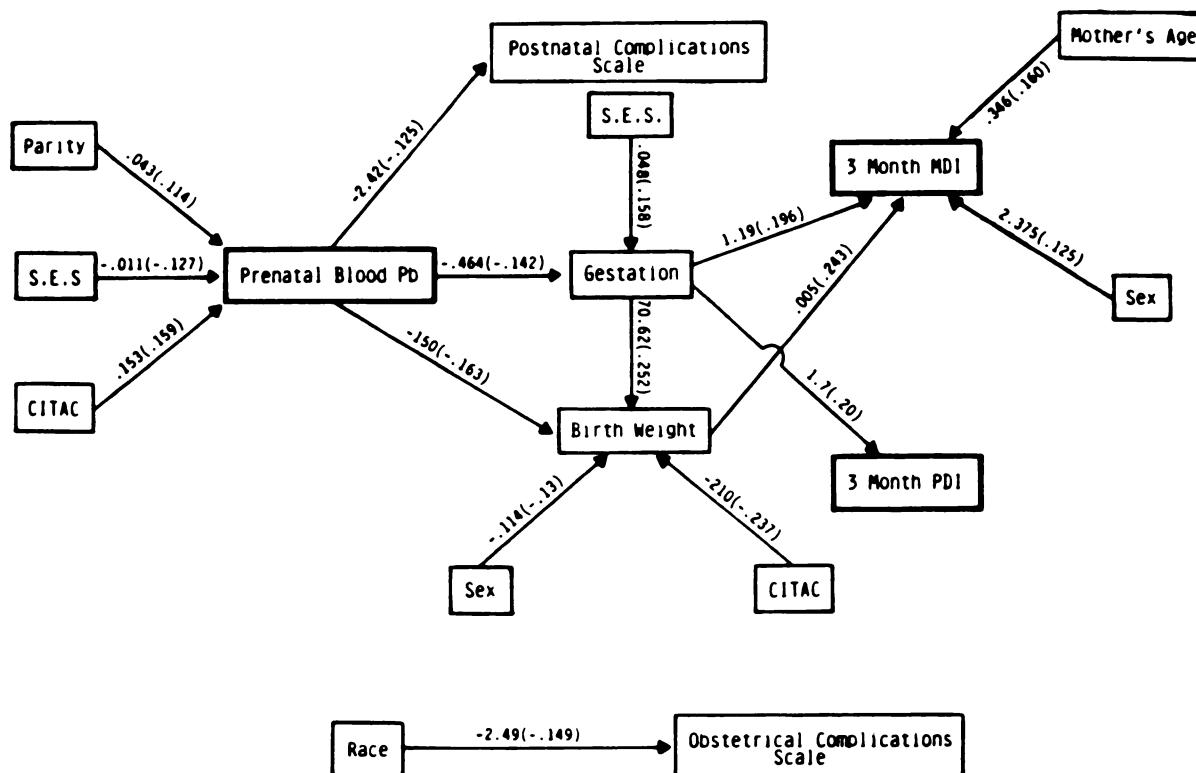 Postnatal Complications
Scale
Mother's Age
S.E.S.
.346(.160)
Parity
.043(.114)
-2.42(-.125)
.048(.158)
3 Month MDI
S.E.S
-.011(-.127)
Prenatal Blood Pb
-.464(-.142)
Gestation
1.19(.196)
2.375(.125)
Sex
.153(.159)
-.150(-.163)
70.62(.252)
.005(.243)
1.7(.20)
CITAC
Birth Weight
3 Month PDI
-.114(-.13)
-210(-.237)
Sex
CITAC
Race
-2.49(-.149)
Obstetrical Complications
Scale